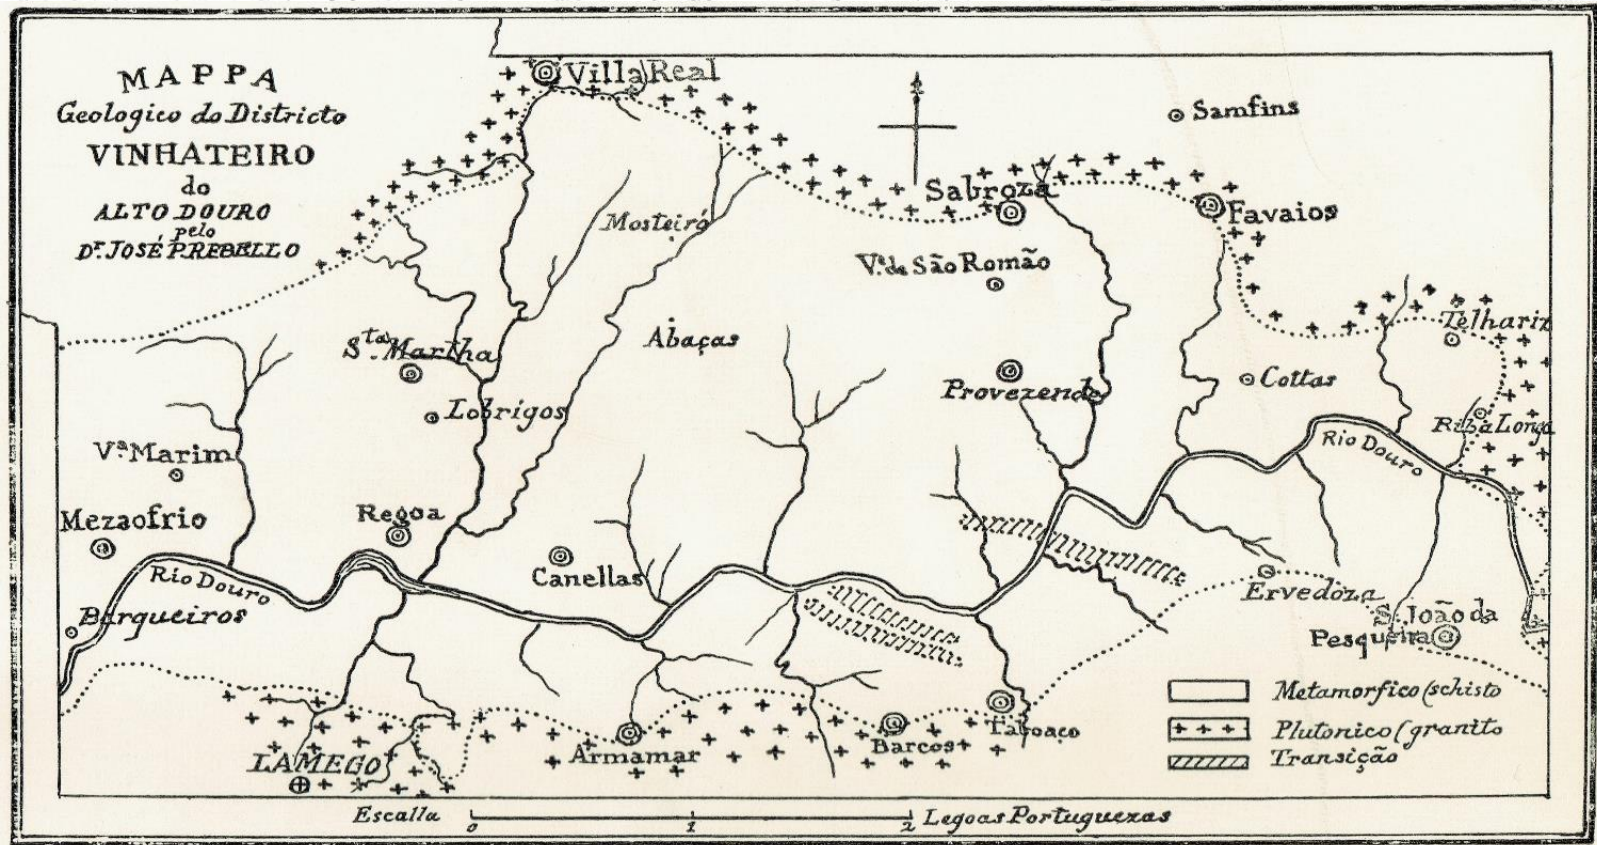 MAPPA
Geologico do Districto
VINHATEIRO
do
ALTO DOURO
pelo
Dr. JOSÉ P. REBELLO
Villa Real
Samfins
Sabroza
Favaios
Mosteiró
Va. de São Romão
Telhariz
Sta. Martha
Abaças
Provezende
Cottas
Lobrigos
Riba Longa
Rio Douro
Va. Marim
Mezaofrio
Regoa
Canellas
Rio Douro
Barqueiros
Ervedoza
S. João da
Pesqueira
Metamorfico (schisto
Plutonico (granito
Transição
Taboaço
Barcos
Armamar
LAMEGO
Escalla
0 1 2 Legoas Portuguezas